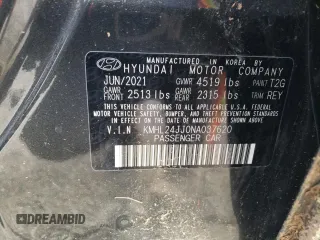 MANUFACTURED IN KOREA BY
HYUNDAI MOTOR COMPANY
JUN/2021 GVWR 4519 lbs PAINT T2G
GAWR FRONT 2513 lbs GAWR REAR 2315 lbs TRIM REY
THIS VEHICLE CONFORMS TO ALL APPLICABLE
FEDERAL MOTOR VEHICLE SAFETY, BUMPER,
AND THEFT PREVENTION STANDARDS IN EFFECT
ON THE DATE OF MANUFACTURE SHOWN ABOVE.
V.I.N KMHL24JJ0NA037620
PASSENGER CAR
DREAMBID